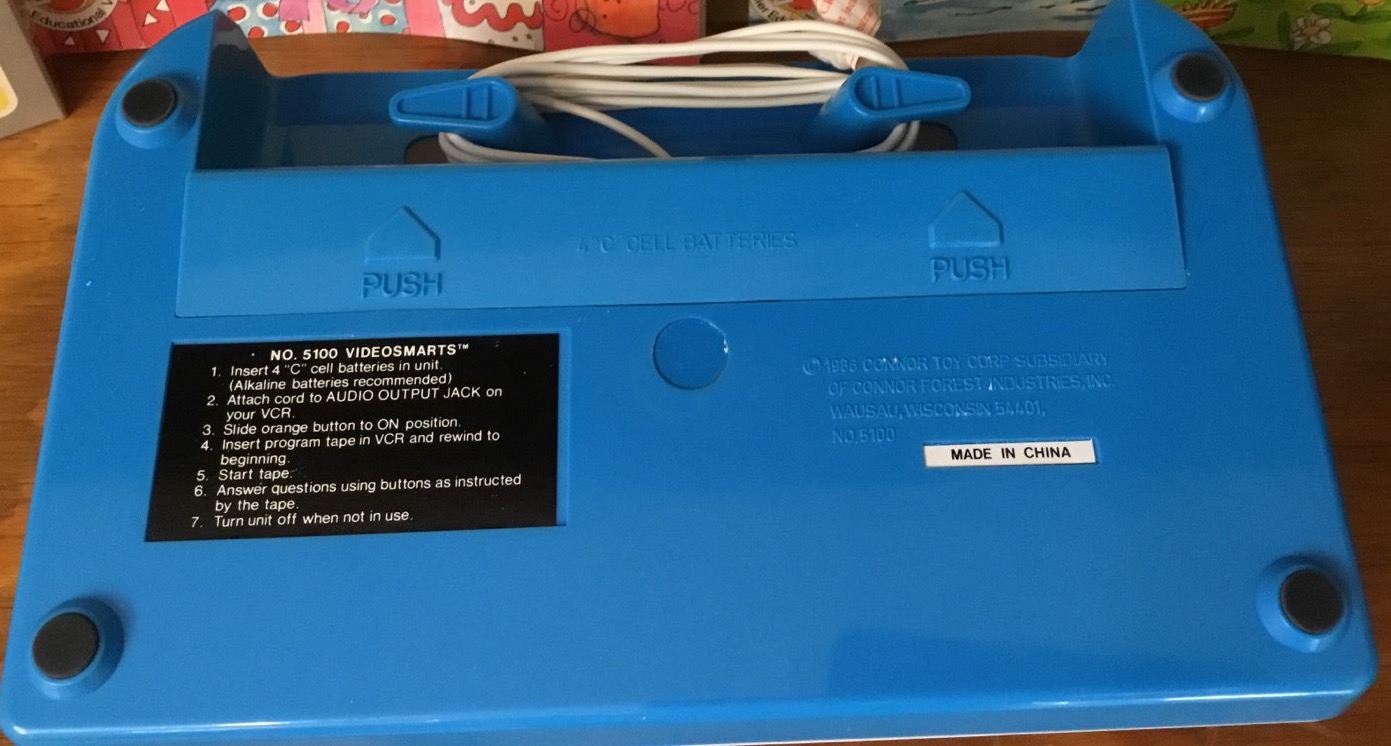 Educational
4 "C" CELL BATTERIES
PUSH
PUSH
NO. 5100 VIDEOSMARTS™
1. Insert 4 "C" cell batteries in unit.
(Alkaline batteries recommended)
2. Attach cord to AUDIO OUTPUT JACK on
your VCR.
3. Slide orange button to ON position.
4. Insert program tape in VCR and rewind to
beginning.
5. Start tape.
6. Answer questions using buttons as instructed
by the tape.
7. Turn unit off when not in use.
© 1986 CONNOR TOY CORP SUBSIDIARY
OF CONNOR FOREST INDUSTRIES, INC.
WAUSAU, WISCONSIN 54401,
NO, 5100
MADE IN CHINA